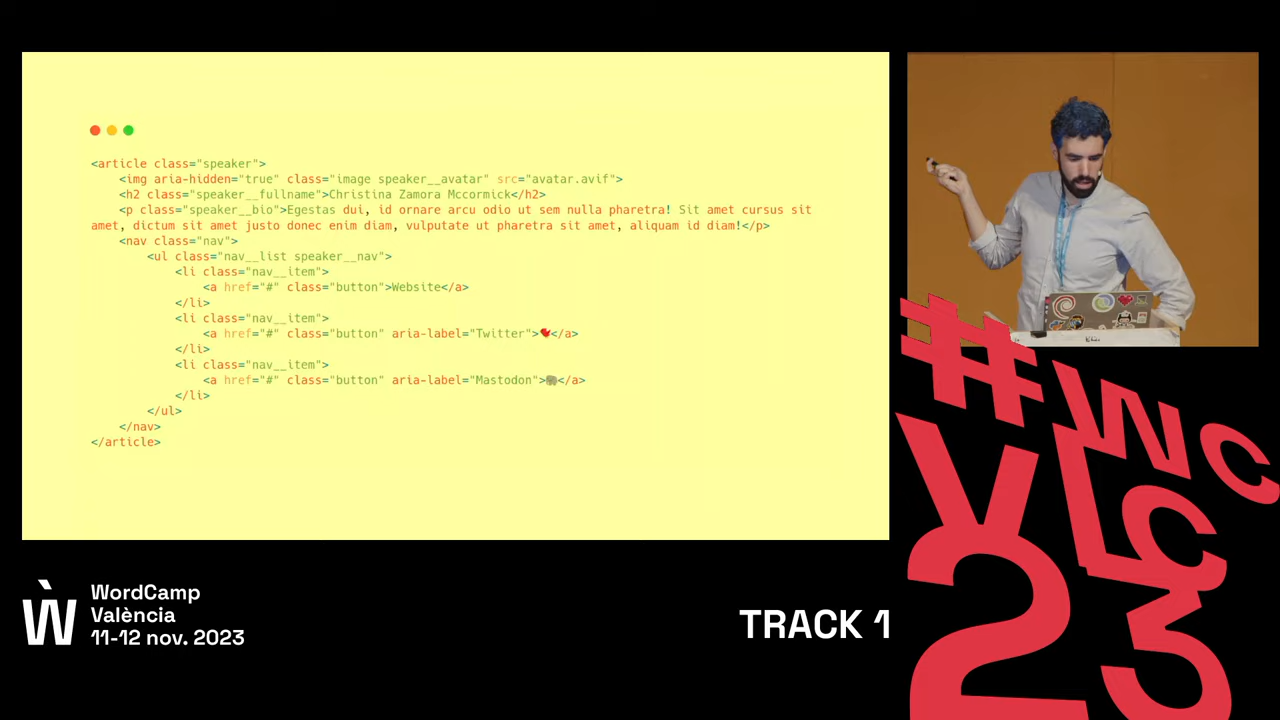 <article class="speaker">
<img aria-hidden="true" class="image speaker__avatar" src="avatar.avif">
<h2 class="speaker__fullname">Christina Zamora Mccormick</h2>
<p class="speaker__bio">Egestas dui, id ornare arcu odio ut sem nulla pharetra! Sit amet cursus sit
amet, dictum sit amet justo donec enim diam, vulputate ut pharetra sit amet, aliquam id diam!</p>
<nav class="nav">
<ul class="nav__list speaker__nav">
<li class="nav__item">
<a href="#" class="button">Website</a>
</li>
<li class="nav__item">
<a href="#" class="button" aria-label="Twitter">🐦</a>
</li>
<li class="nav__item">
<a href="#" class="button" aria-label="Mastodon">🐘</a>
</li>
</ul>
</nav>
</article>
#WC
VLC
23
Ẁ
WordCamp
València
11-12 nov. 2023
TRACK 1